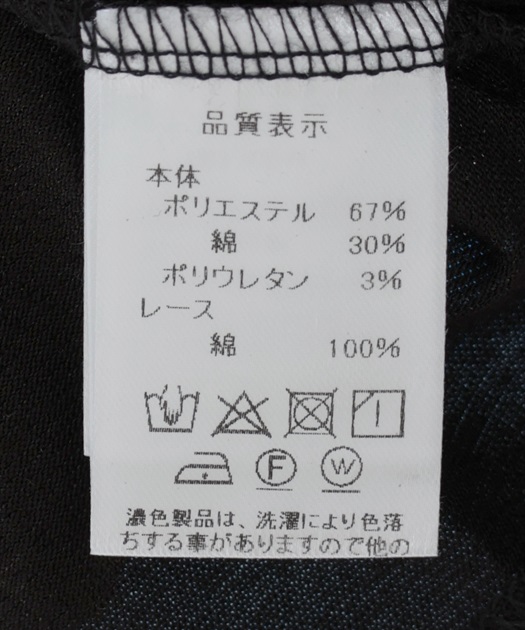 品質表示
本体
ポリエステル 67%
綿 30%
ポリウレタン 3%
レース
綿 100%
F W
濃色製品は、洗濯により色落
ちする事がありますので他の